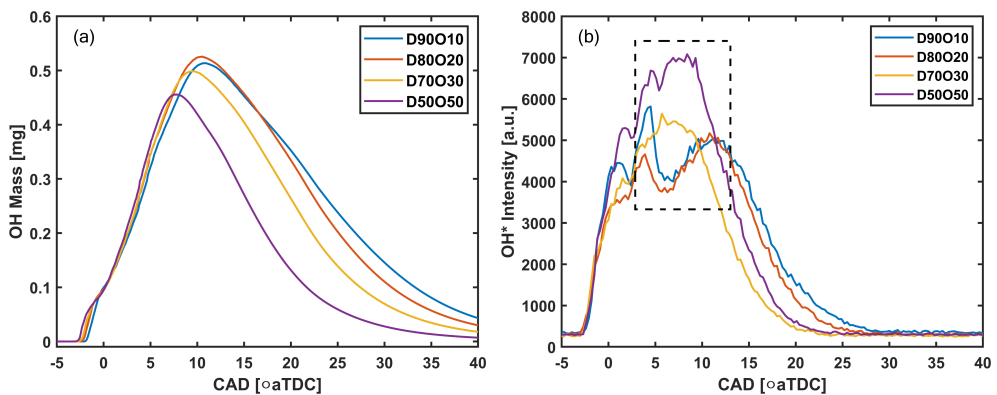 (a)
D90O10
D80O20
D70O30
D50O50
OH Mass [mg]
0.6
0.5
0.4
0.3
0.2
0.1
0
-5 0 5 10 15 20 25 30 35 40
CAD [○aTDC]
(b)
D90O10
D80O20
D70O30
D50O50
OH* Intensity [a.u.]
8000
7000
6000
5000
4000
3000
2000
1000
0
-5 0 5 10 15 20 25 30 35 40
CAD [○aTDC]